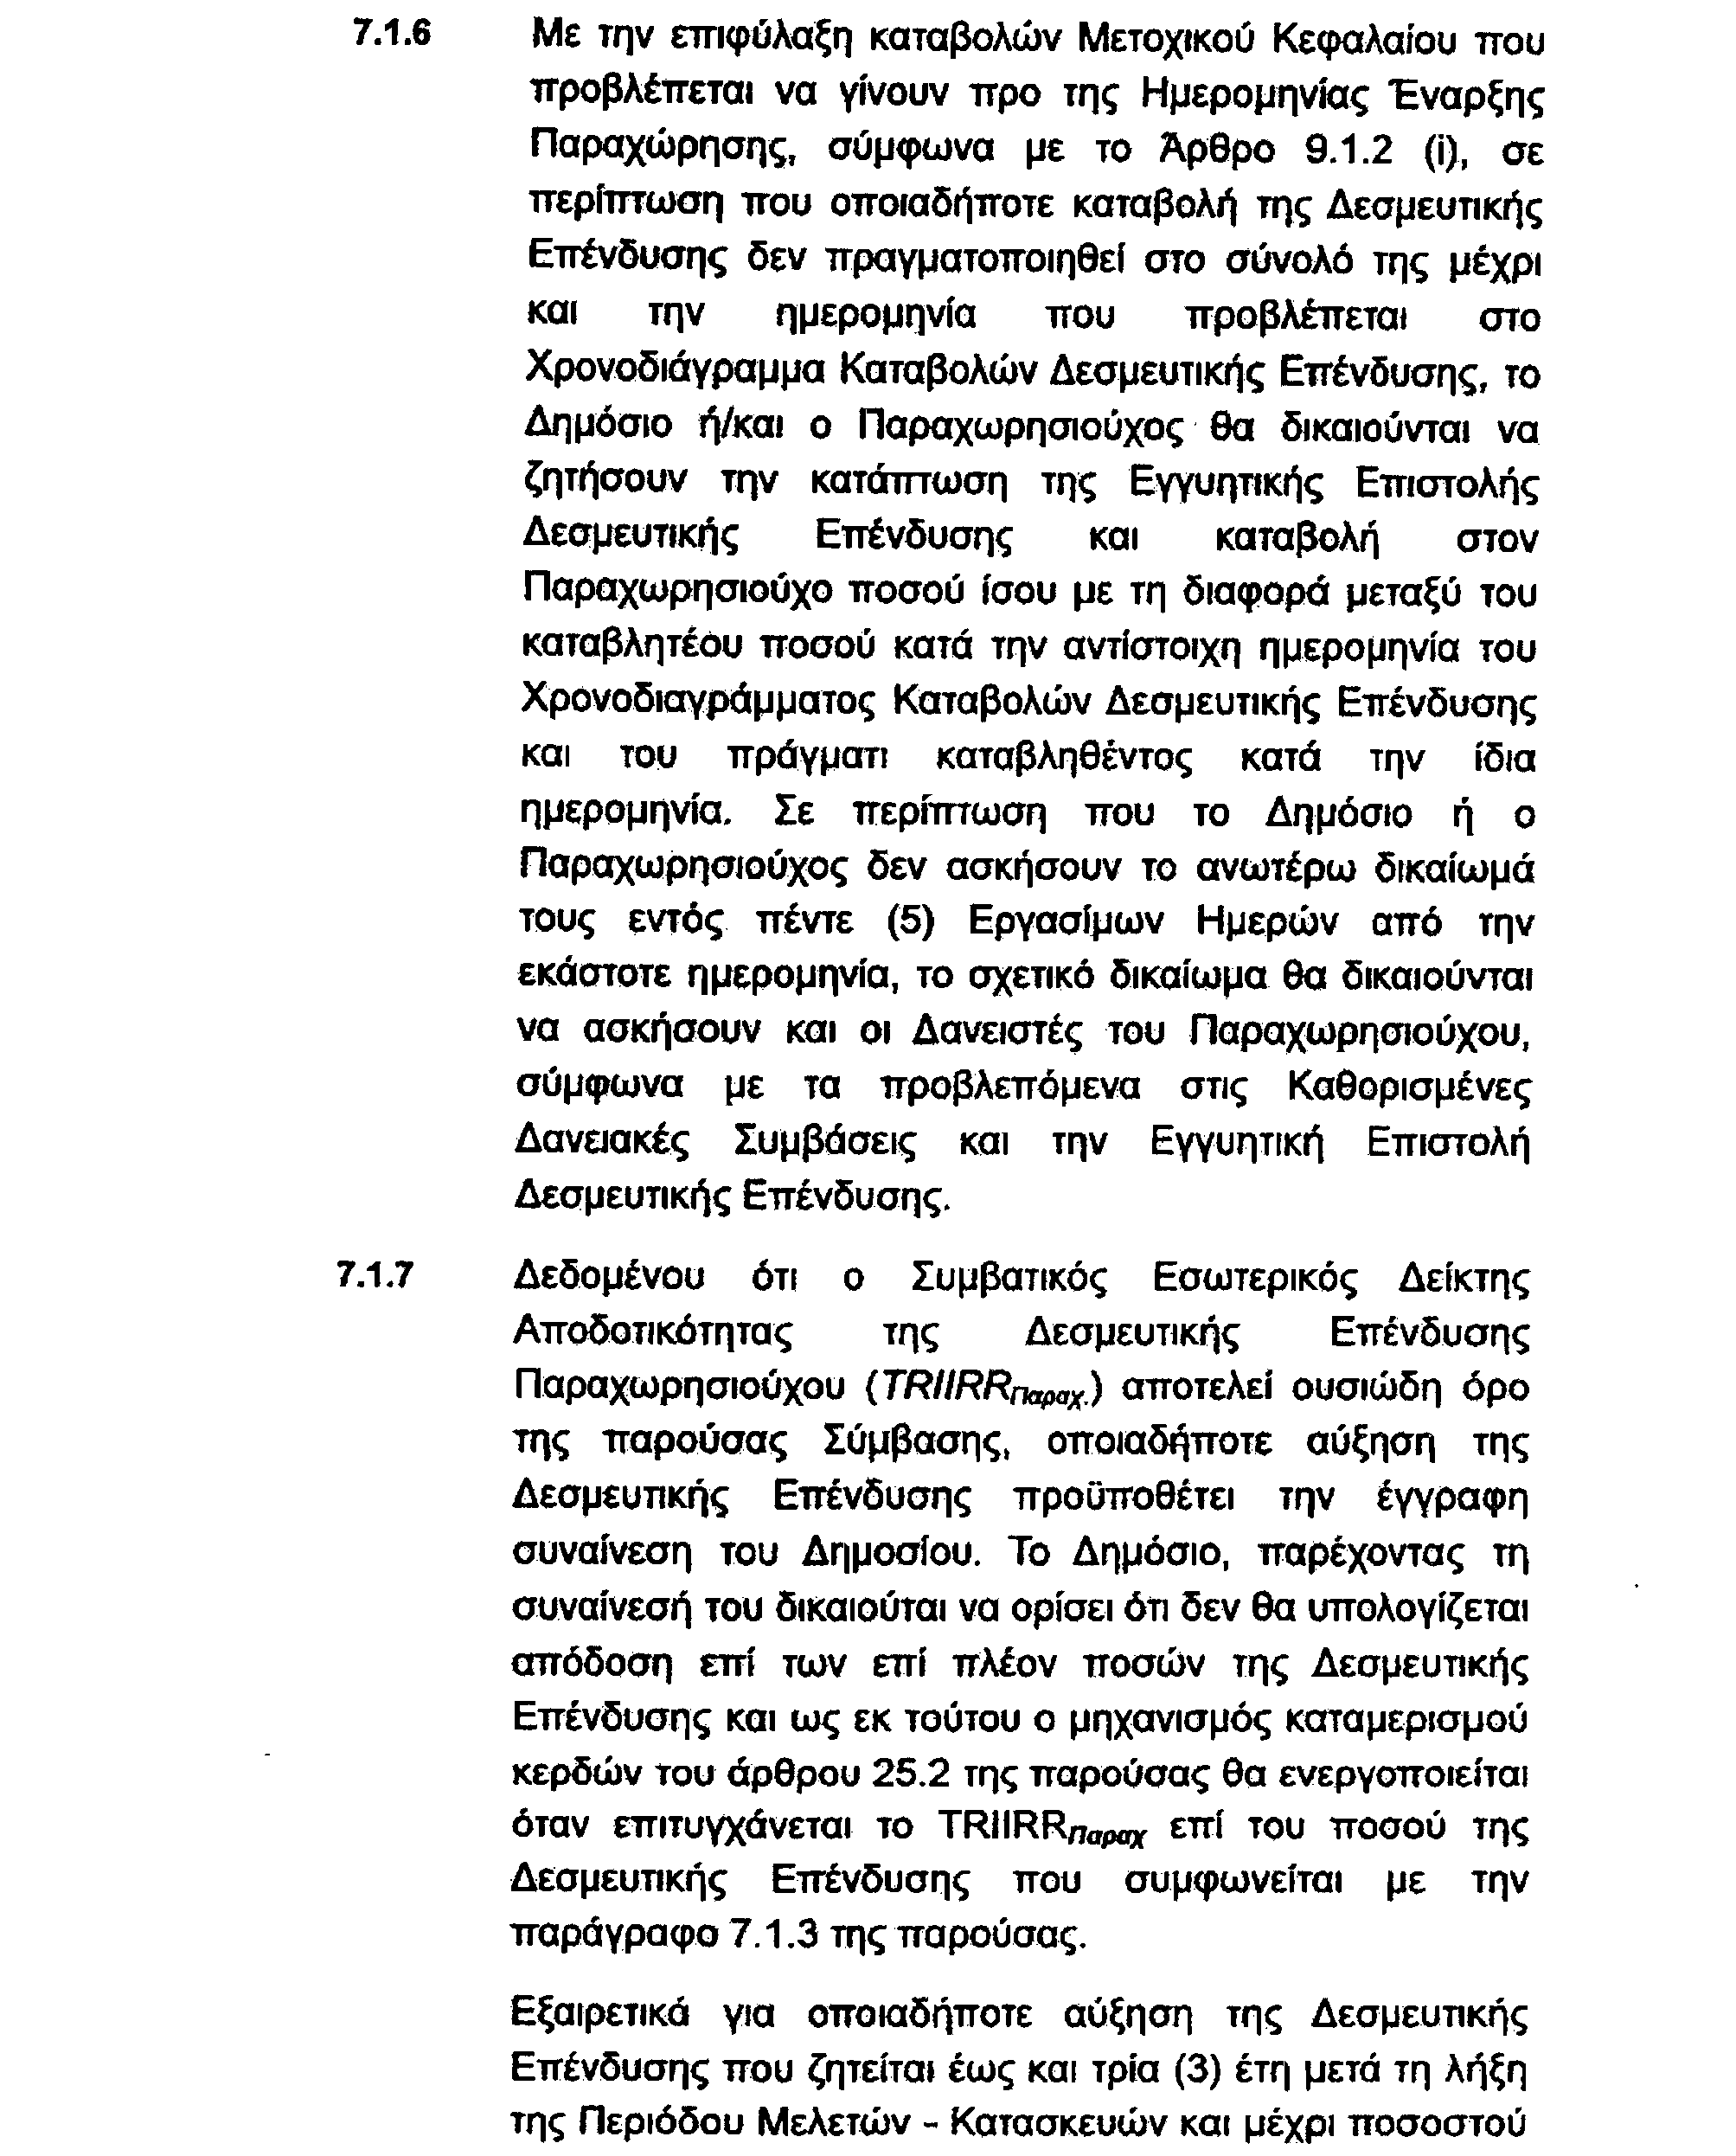 7.1.6 Με την επιφύλαξη καταβολών Μετοχικού Κεφαλαίου που
προβλέπεται να γίνουν προ της Ημερομηνίας Έναρξης
Παραχώρησης, σύμφωνα με το Άρθρο 9.1.2 (i), σε
περίπτωση που οποιαδήποτε καταβολή της Δεσμευτικής
Επένδυσης δεν πραγματοποιηθεί στο σύνολό της μέχρι
και την ημερομηνία που προβλέπεται στο
Χρονοδιάγραμμα Καταβολών Δεσμευτικής Επένδυσης, το
Δημόσιο ή/και ο Παραχωρησιούχος θα δικαιούνται να
ζητήσουν την κατάπτωση της Εγγυητικής Επιστολής
Δεσμευτικής Επένδυσης και καταβολή στον
Παραχωρησιούχο ποσού ίσου με τη διαφορά μεταξύ του
καταβλητέου ποσού κατά την αντίστοιχη ημερομηνία του
Χρονοδιαγράμματος Καταβολών Δεσμευτικής Επένδυσης
και του πράγματι καταβληθέντος κατά την ίδια
ημερομηνία. Σε περίπτωση που το Δημόσιο ή ο
Παραχωρησιούχος δεν ασκήσουν το ανωτέρω δικαίωμά
τους εντός πέντε (5) Εργασίμων Ημερών από την
εκάστοτε ημερομηνία, το σχετικό δικαίωμα θα δικαιούνται
να ασκήσουν και οι Δανειστές του Παραχωρησιούχου,
σύμφωνα με τα προβλεπόμενα στις Καθορισμένες
Δανειακές Συμβάσεις και την Εγγυητική Επιστολή
Δεσμευτικής Επένδυσης.
7.1.7 Δεδομένου ότι ο Συμβατικός Εσωτερικός Δείκτης
Αποδοτικότητας της Δεσμευτικής Επένδυσης
Παραχωρησιούχου (TRIIRRΠαραχ.) αποτελεί ουσιώδη όρο
της παρούσας Σύμβασης, οποιαδήποτε αύξηση της
Δεσμευτικής Επένδυσης προϋποθέτει την έγγραφη
συναίνεση του Δημοσίου. Το Δημόσιο, παρέχοντας τη
συναίνεσή του δικαιούται να ορίσει ότι δεν θα υπολογίζεται
απόδοση επί των επί πλέον ποσών της Δεσμευτικής
Επένδυσης και ως εκ τούτου ο μηχανισμός καταμερισμού
κερδών του άρθρου 25.2 της παρούσας θα ενεργοποιείται
όταν επιτυγχάνεται το TRIIRRΠαραχ επί του ποσού της
Δεσμευτικής Επένδυσης που συμφωνείται με την
παράγραφο 7.1.3 της παρούσας.
Εξαιρετικά για οποιαδήποτε αύξηση της Δεσμευτικής
Επένδυσης που ζητείται έως και τρία (3) έτη μετά τη λήξη
της Περιόδου Μελετών - Κατασκευών και μέχρι ποσοστού